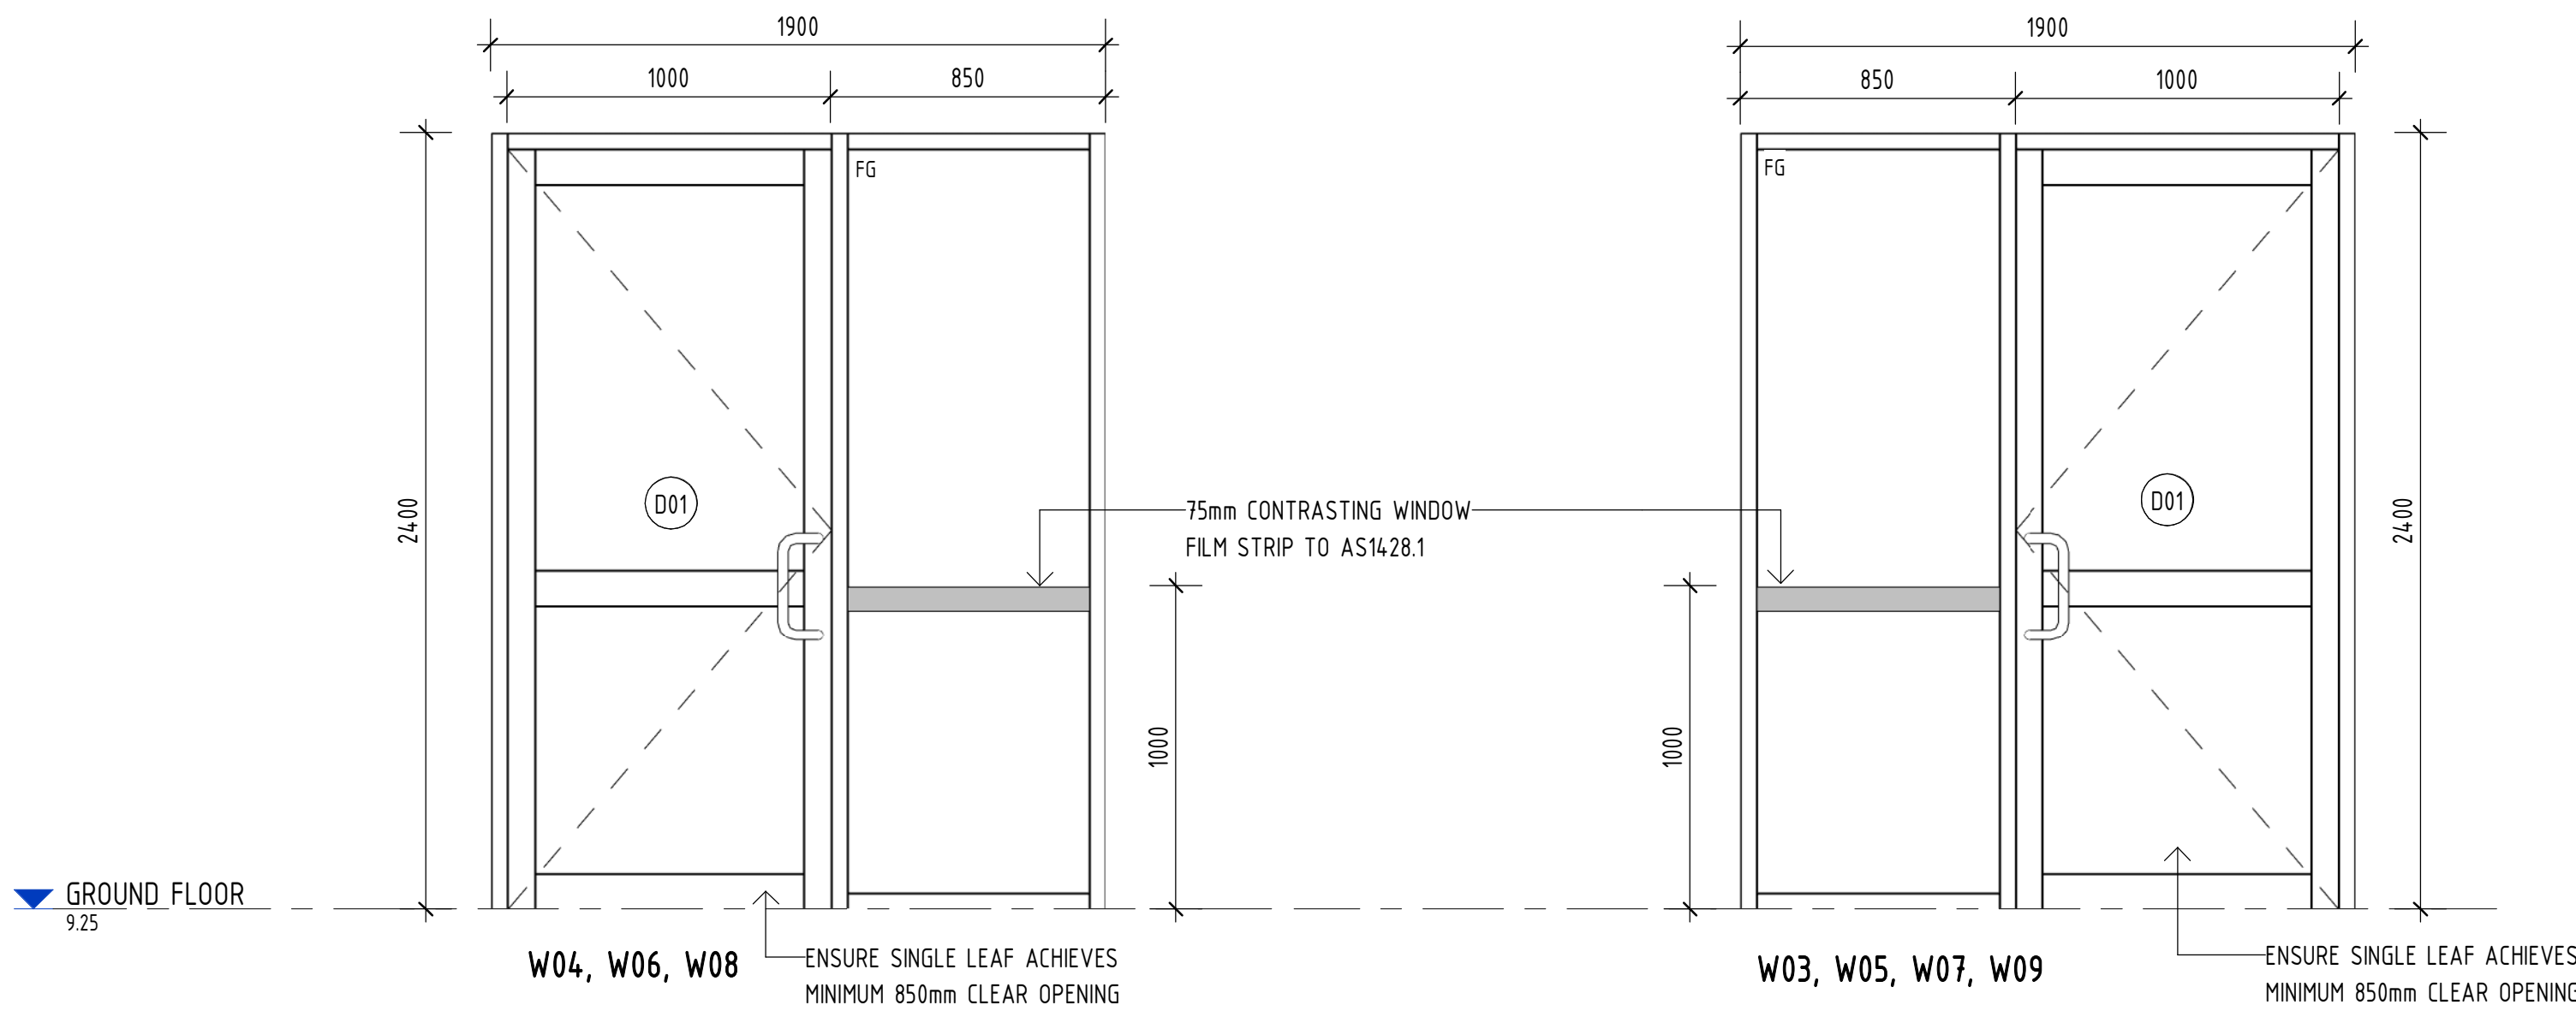 1900
1900
1000
850
850
1000
FG
FG
2400
D01
75mm CONTRASTING WINDOW
FILM STRIP TO AS1428.1
D01
2400
1000
1000
GROUND FLOOR
9.25
W04, W06, W08
ENSURE SINGLE LEAF ACHIEVES
MINIMUM 850mm CLEAR OPENING
W03, W05, W07, W09
ENSURE SINGLE LEAF ACHIEVES
MINIMUM 850mm CLEAR OPENING